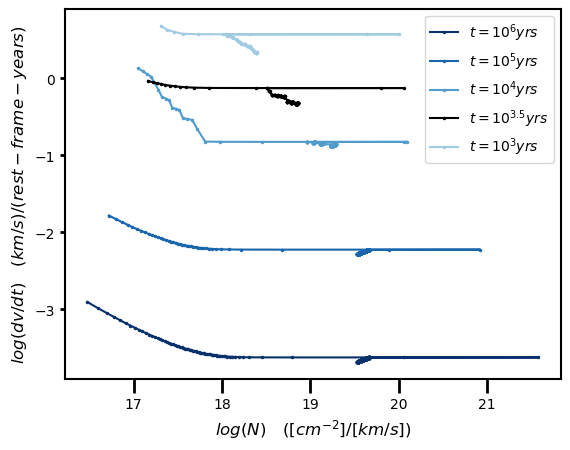 log(dv/dt) (km/s)/(rest−frame−years)
0
−1
−2
−3
t = 10^6 yrs
t = 10^5 yrs
t = 10^4 yrs
t = 10^3.5 yrs
t = 10^3 yrs
17 18 19 20 21
log(N) ([cm^−2]/[km/s])